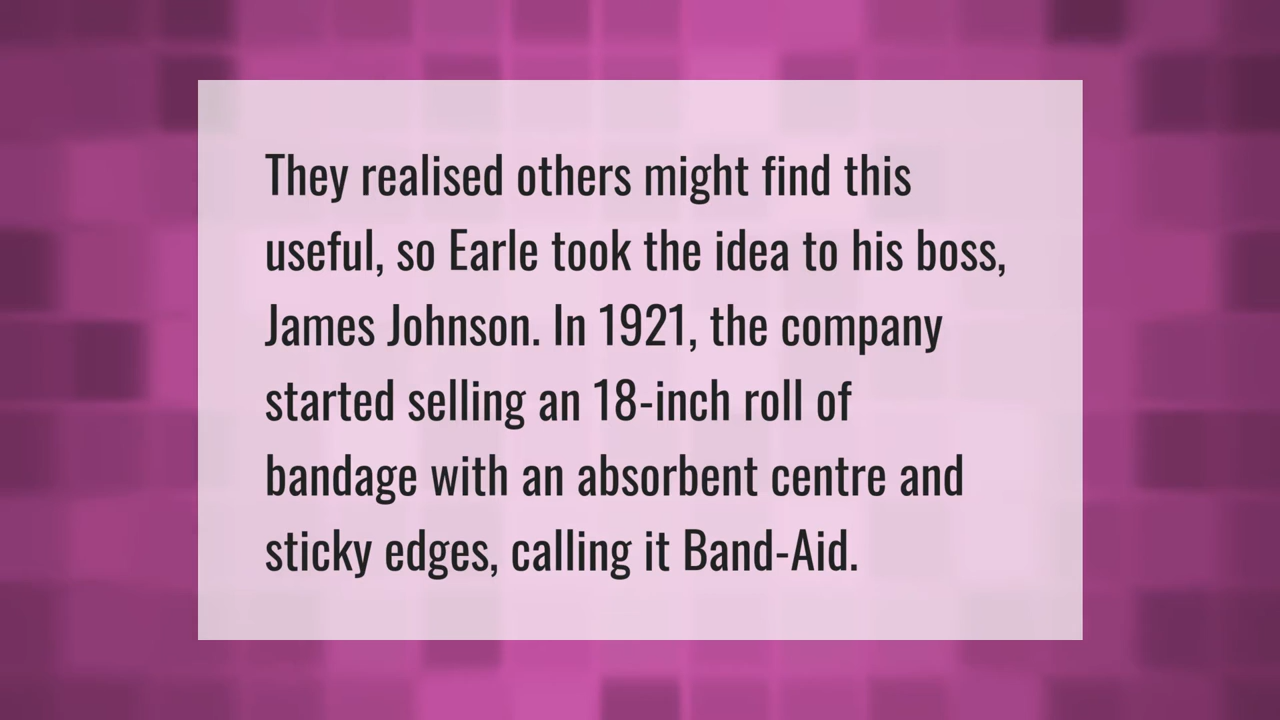 They realised others might find this
useful, so Earle took the idea to his boss,
James Johnson. In 1921, the company
started selling an 18-inch roll of
bandage with an absorbent centre and
sticky edges, calling it Band-Aid.